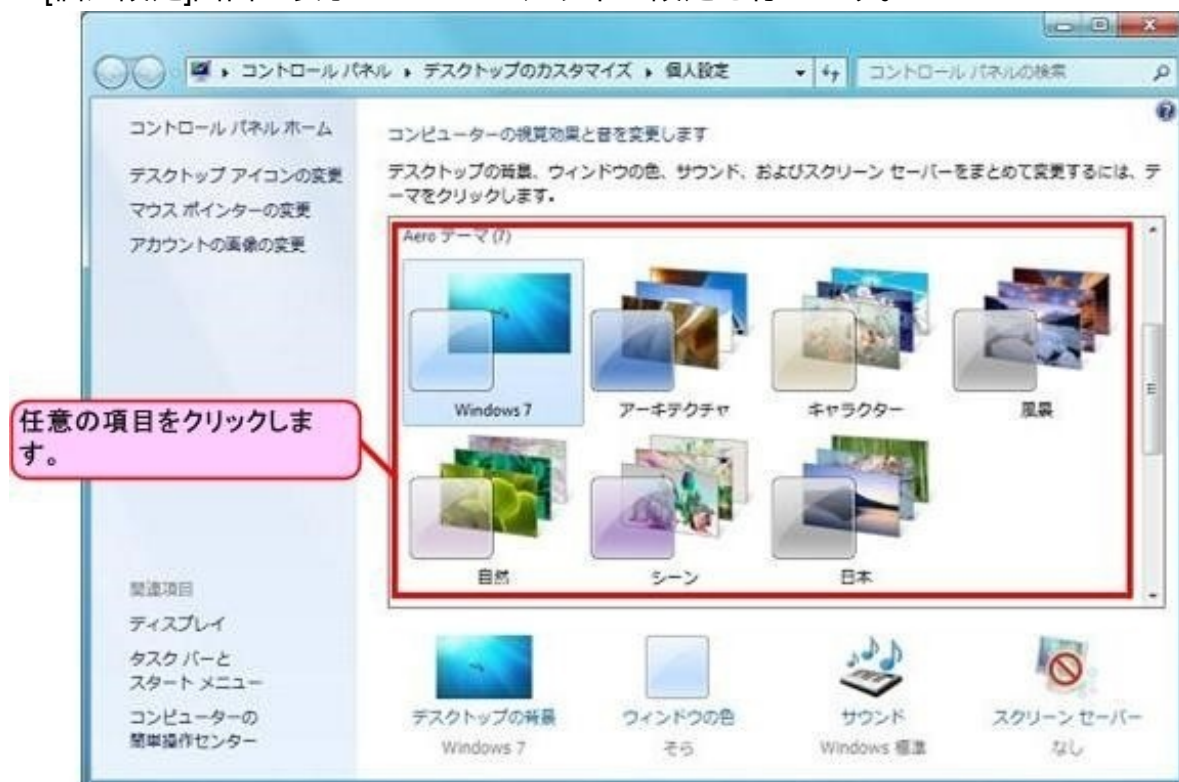 コントロール パネル ▸ デスクトップのカスタマイズ ▸ 個人設定
コントロール パネルの検索
コントロール パネル ホーム
デスクトップ アイコンの変更
マウス ポインターの変更
アカウントの画像の変更
コンピューターの視覚効果と音を変更します
デスクトップの背景、ウィンドウの色、サウンド、およびスクリーン セーバーをまとめて変更するには、テ
ーマをクリックします。
Aero テーマ (7)
Windows 7
アーキテクチャ
キャラクター
風景
任意の項目をクリックしま
す。
自然
シーン
日本
関連項目
ディスプレイ
タスク バーと
スタート メニュー
コンピューターの
簡単操作センター
デスクトップの背景
Windows 7
ウィンドウの色
そら
サウンド
Windows 標準
スクリーン セーバー
なし